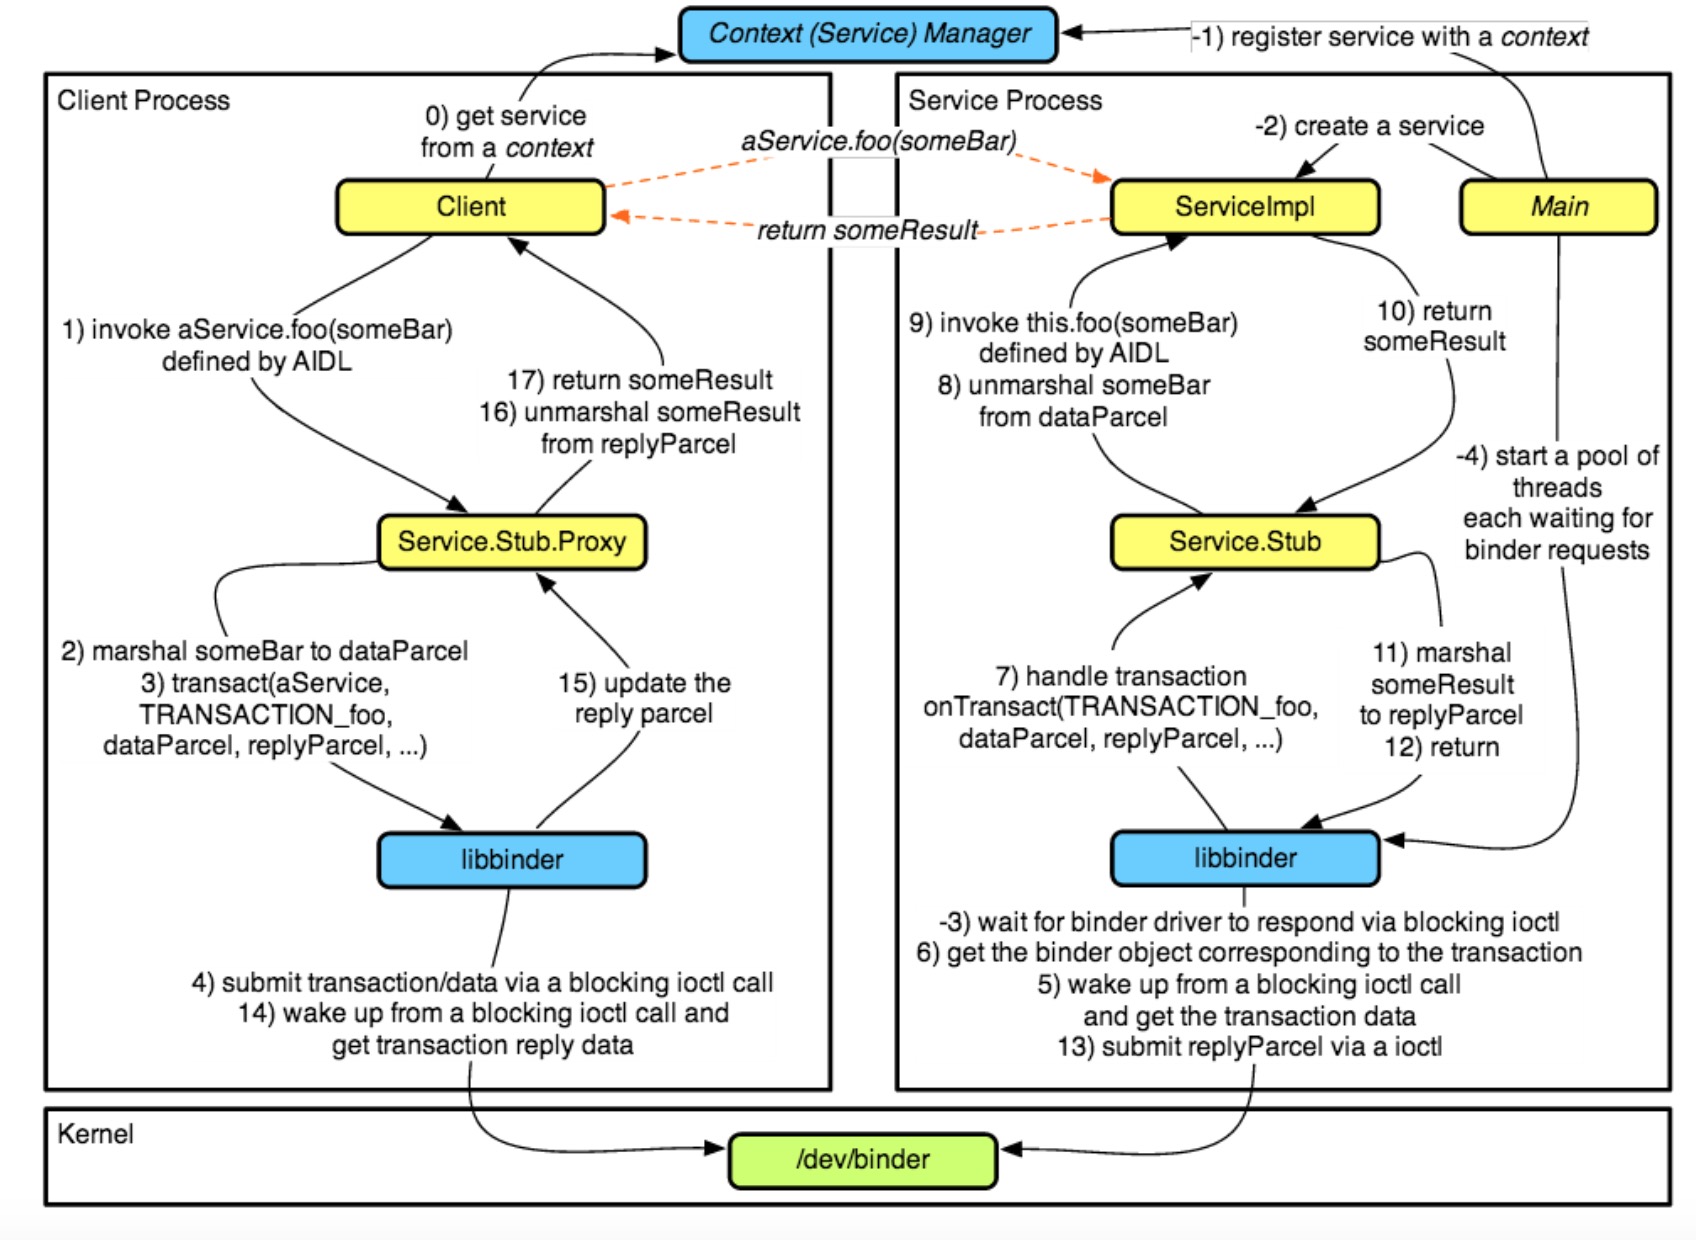 Context (Service) Manager
-1) register service with a context
Client Process
0) get service
from a context
aService.foo(someBar)
return someResult
Client
1) invoke aService.foo(someBar)
defined by AIDL
17) return someResult
16) unmarshal someResult
from replyParcel
Service.Stub.Proxy
2) marshal someBar to dataParcel
3) transact(aService,
TRANSACTION_foo,
dataParcel, replyParcel, ...)
15) update the
reply parcel
libbinder
4) submit transaction/data via a blocking ioctl call
14) wake up from a blocking ioctl call and
get transaction reply data
Service Process
-2) create a service
ServiceImpl
Main
9) invoke this.foo(someBar)
defined by AIDL
8) unmarshal someBar
from dataParcel
10) return
someResult
-4) start a pool of
threads
each waiting for
binder requests
Service.Stub
7) handle transaction
onTransact(TRANSACTION_foo,
dataParcel, replyParcel, ...)
11) marshal
someResult
to replyParcel
12) return
libbinder
-3) wait for binder driver to respond via blocking ioctl
6) get the binder object corresponding to the transaction
5) wake up from a blocking ioctl call
and get the transaction data
13) submit replyParcel via a ioctl
Kernel
/dev/binder